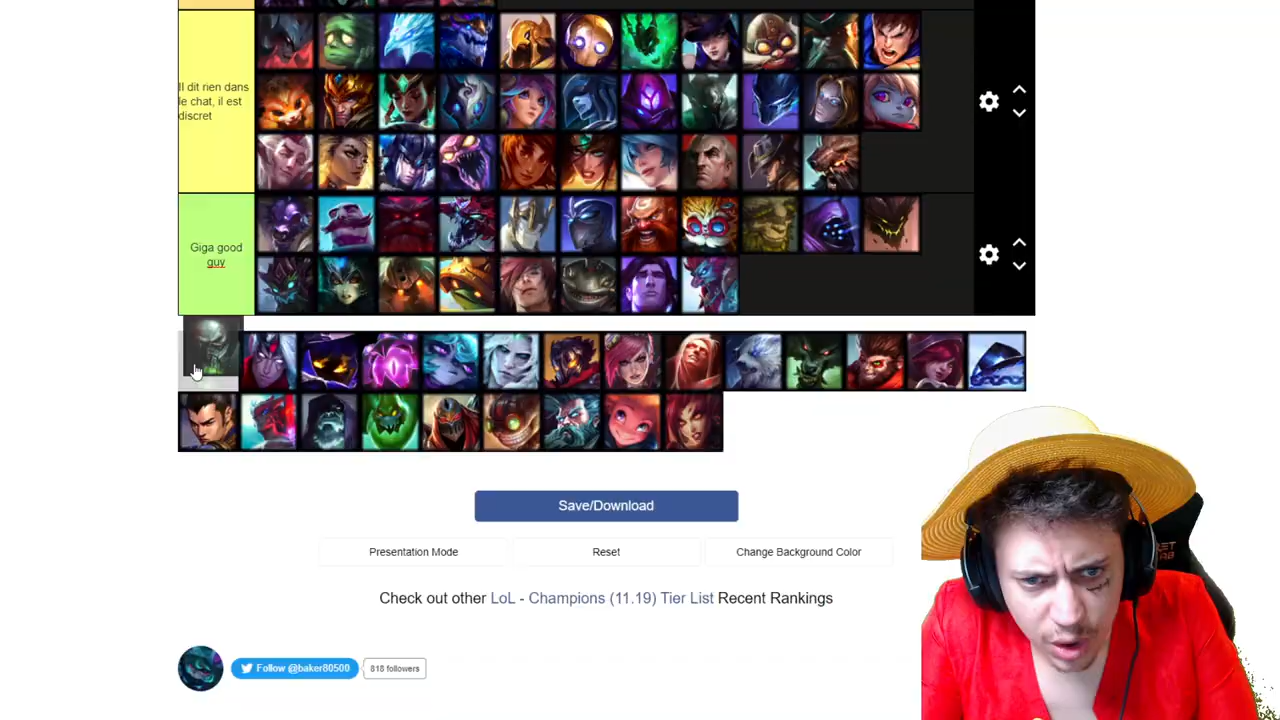 Il dit rien dans
le chat, il est
discret
Giga good
guy
Save/Download
Presentation Mode
Reset
Change Background Color
Check out other LoL - Champions (11.19) Tier List Recent Rankings
Follow @baker80500
818 followers